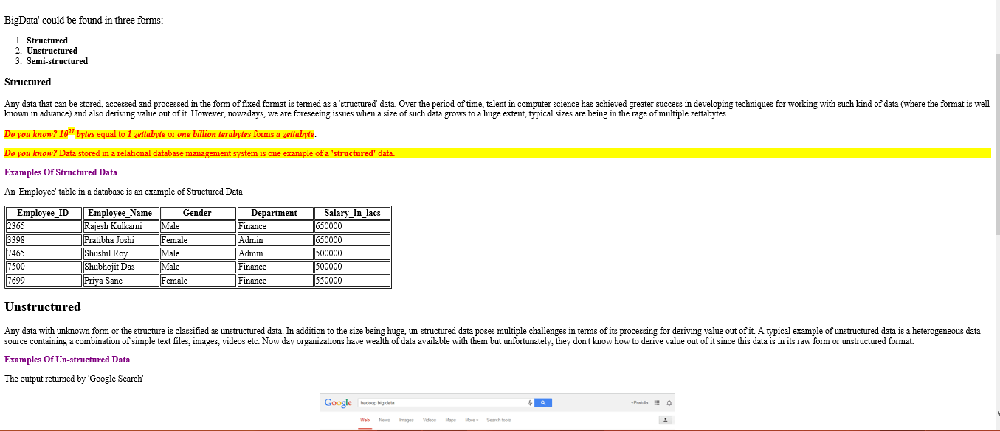 BigData' could be found in three forms:
1. Structured
2. Unstructured
3. Semi-structured
Structured
Any data that can be stored, accessed and processed in the form of fixed format is termed as a 'structured' data. Over the period of time, talent in computer science has achieved greater success in developing techniques for working with such kind of data (where the format is well
known in advance) and also deriving value out of it. However, nowadays, we are foreseeing issues when a size of such data grows to a huge extent, typical sizes are being in the rage of multiple zettabytes.
Do you know? 10²¹ bytes equal to 1 zettabyte or one billion terabytes forms a zettabyte.
Do you know? Data stored in a relational database management system is one example of a 'structured' data.
Examples Of Structured Data
An 'Employee' table in a database is an example of Structured Data
Employee_ID Employee_Name Gender Department Salary_In_lacs
2365 Rajesh Kulkarni Male Finance 650000
3398 Pratibha Joshi Female Admin 650000
7465 Shushil Roy Male Admin 500000
7500 Shubhojit Das Male Finance 500000
7699 Priya Sane Female Finance 550000
Unstructured
Any data with unknown form or the structure is classified as unstructured data. In addition to the size being huge, un-structured data poses multiple challenges in terms of its processing for deriving value out of it. A typical example of unstructured data is a heterogeneous data
source containing a combination of simple text files, images, videos etc. Now day organizations have wealth of data available with them but unfortunately, they don't know how to derive value out of it since this data is in its raw form or unstructured format.
Examples Of Un-structured Data
The output returned by 'Google Search'
Google hadoop big data +Prafulla
Web News Images Videos Maps More Search tools